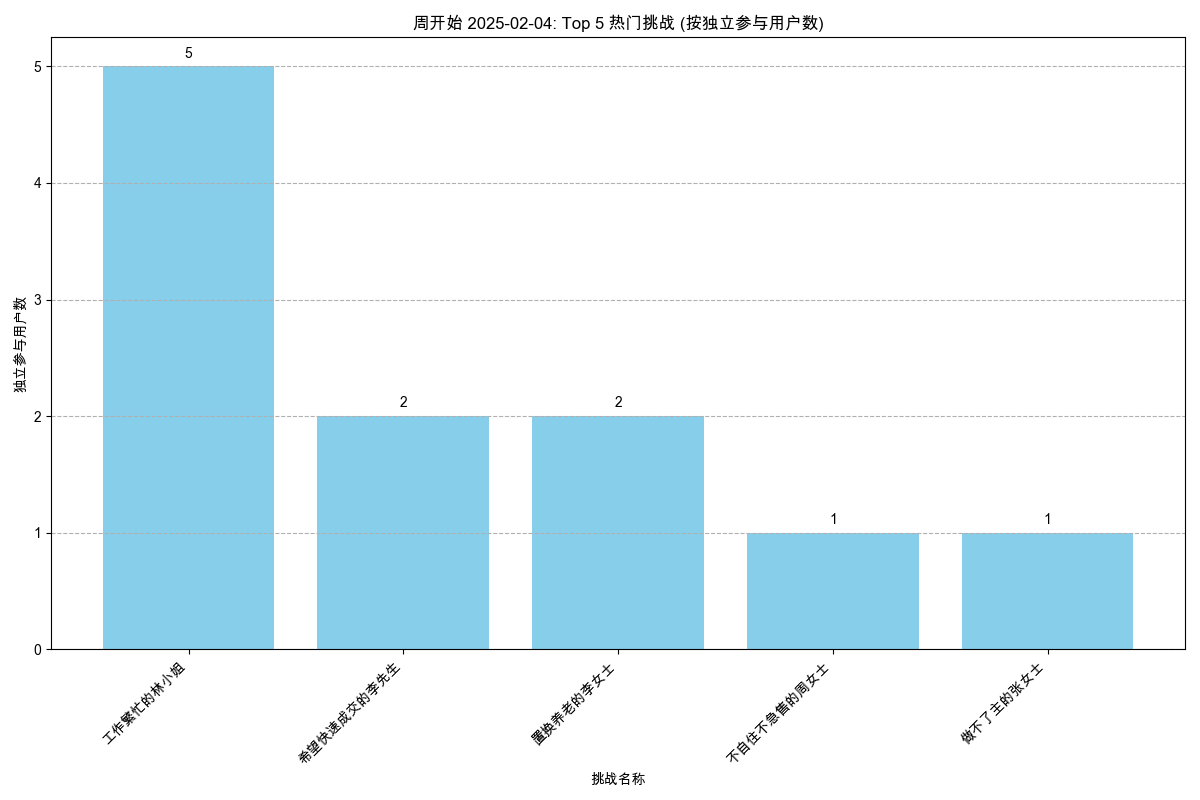 周开始 2025-02-04: Top 5 热门挑战 (按独立参与用户数)
独立参与用户数
5
4
3
2
1
0
5
2
2
1
1
工作繁忙的林小姐
希望快速成交的李先生
置换养老的李女士
不自住不急售的周女士
做不了主的张女士
挑战名称